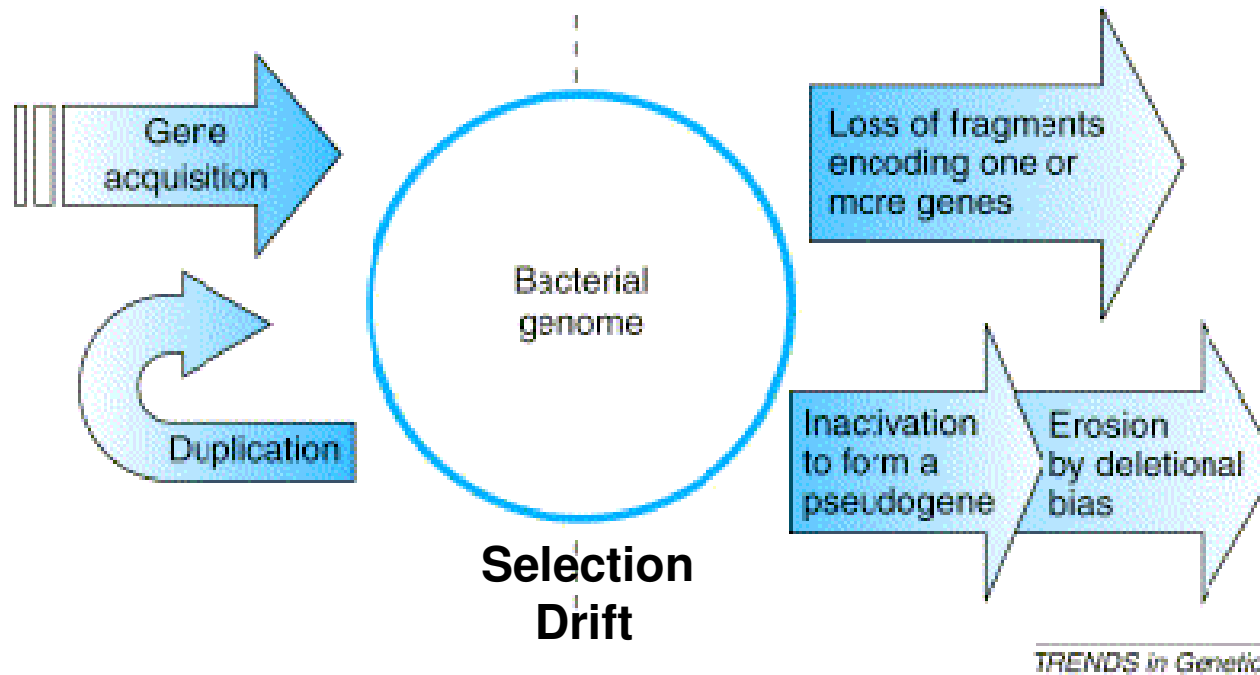 Gene
acquisition
Duplication
Bacterial
genome
Selection
Drift
Loss of fragments
encoding one or
more genes
Inactivation
to form a
pseudogene
Erosion
by deletional
bias
TRENDS in Genetic